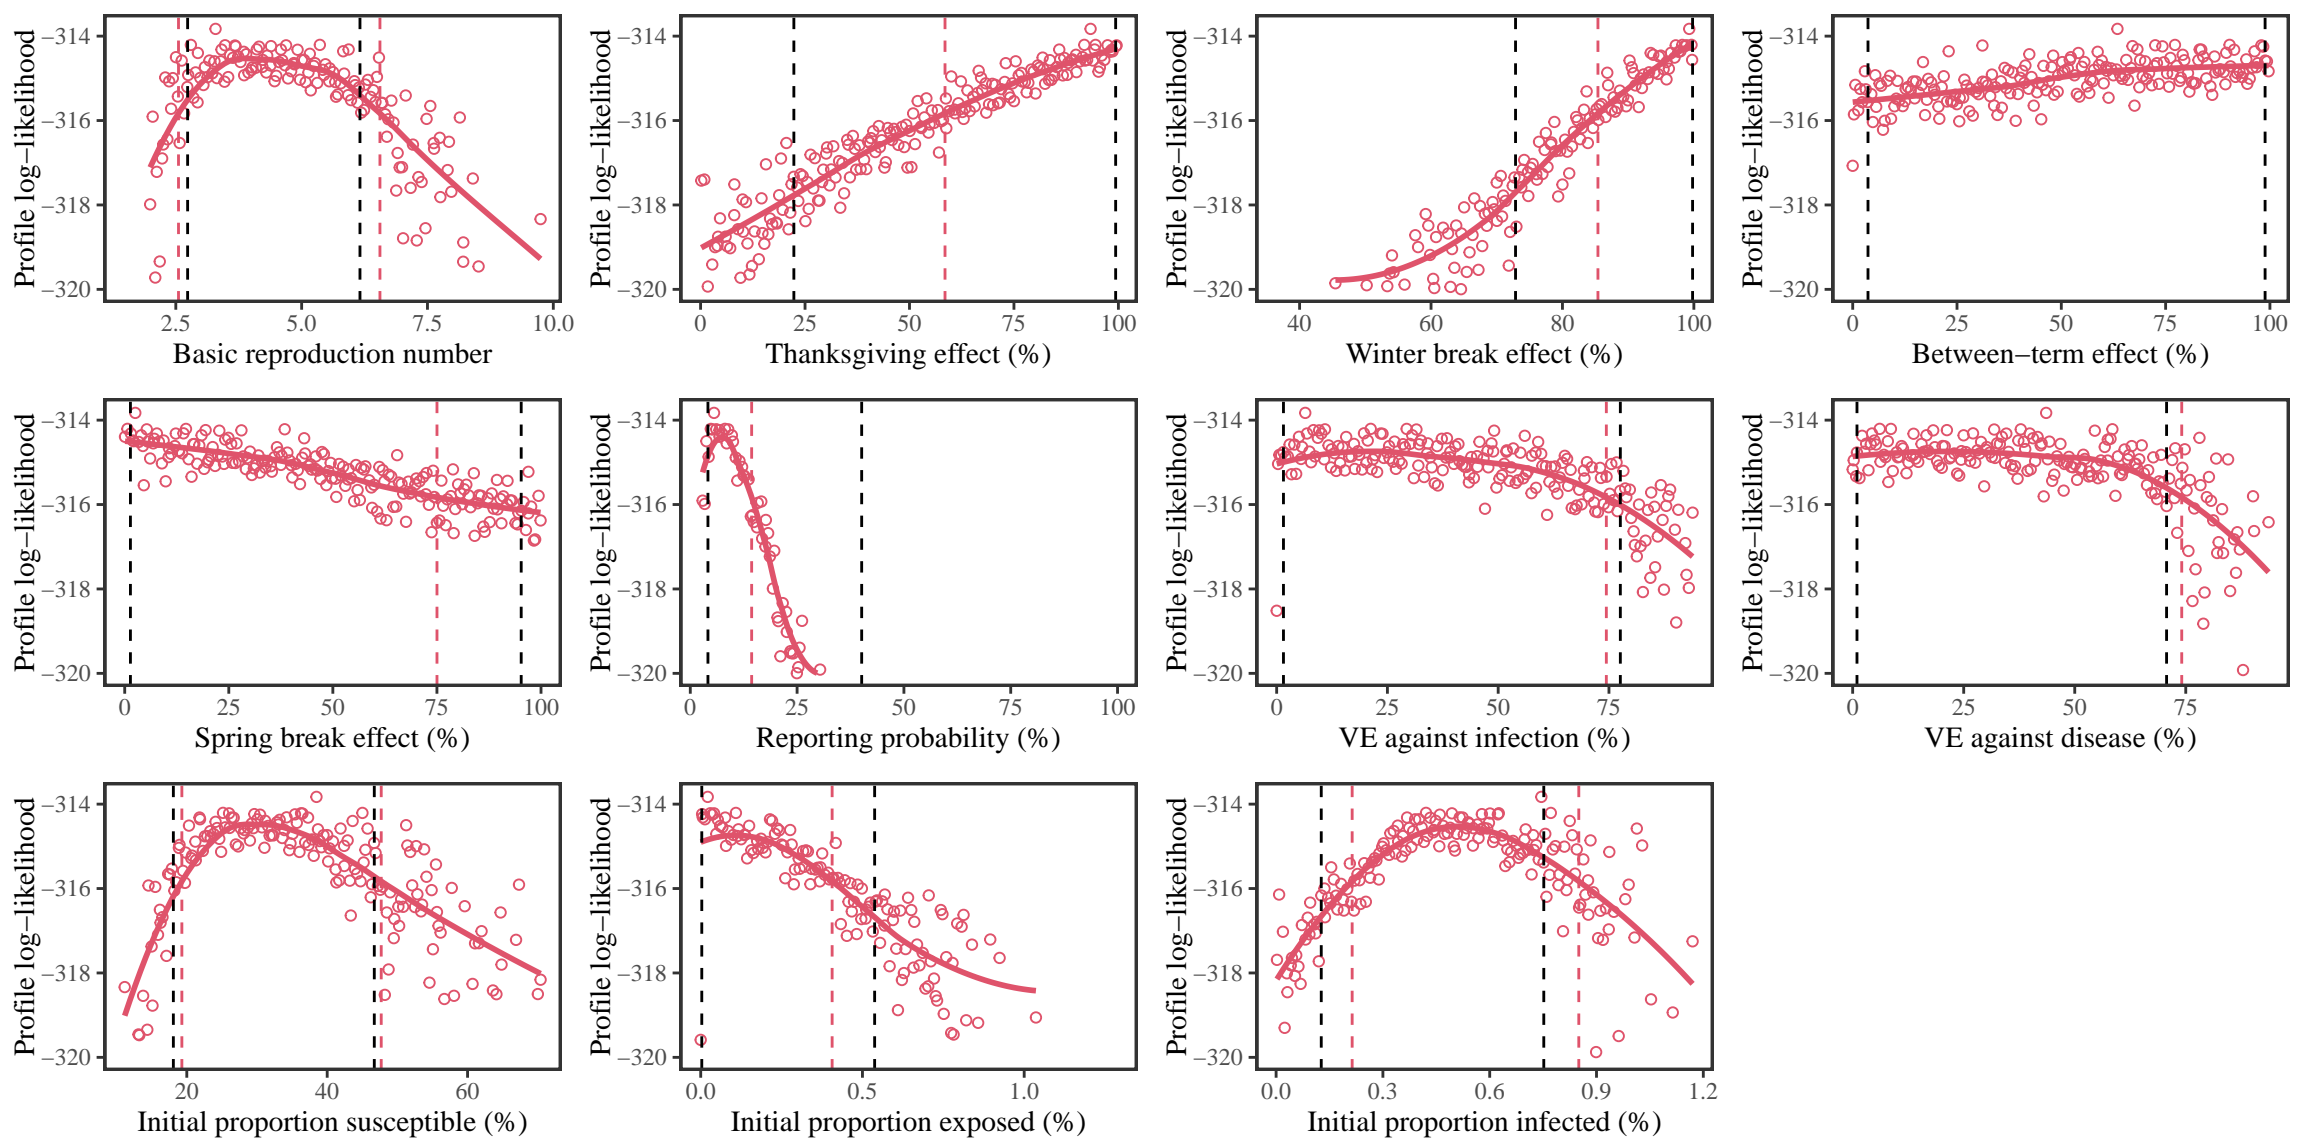 Profile log−likelihood
−314
−316
−318
−320
2.5 5.0 7.5 10.0
Basic reproduction number
Profile log−likelihood
−314
−316
−318
−320
0 25 50 75 100
Thanksgiving effect (%)
Profile log−likelihood
−314
−316
−318
−320
40 60 80 100
Winter break effect (%)
Profile log−likelihood
−314
−316
−318
−320
0 25 50 75 100
Between−term effect (%)
Profile log−likelihood
−314
−316
−318
−320
0 25 50 75 100
Spring break effect (%)
Profile log−likelihood
−314
−316
−318
−320
0 25 50 75 100
Reporting probability (%)
Profile log−likelihood
−314
−316
−318
−320
0 25 50 75
VE against infection (%)
Profile log−likelihood
−314
−316
−318
−320
0 25 50 75
VE against disease (%)
Profile log−likelihood
−314
−316
−318
−320
20 40 60
Initial proportion susceptible (%)
Profile log−likelihood
−314
−316
−318
−320
0.0 0.5 1.0
Initial proportion exposed (%)
Profile log−likelihood
−314
−316
−318
−320
0.0 0.3 0.6 0.9 1.2
Initial proportion infected (%)